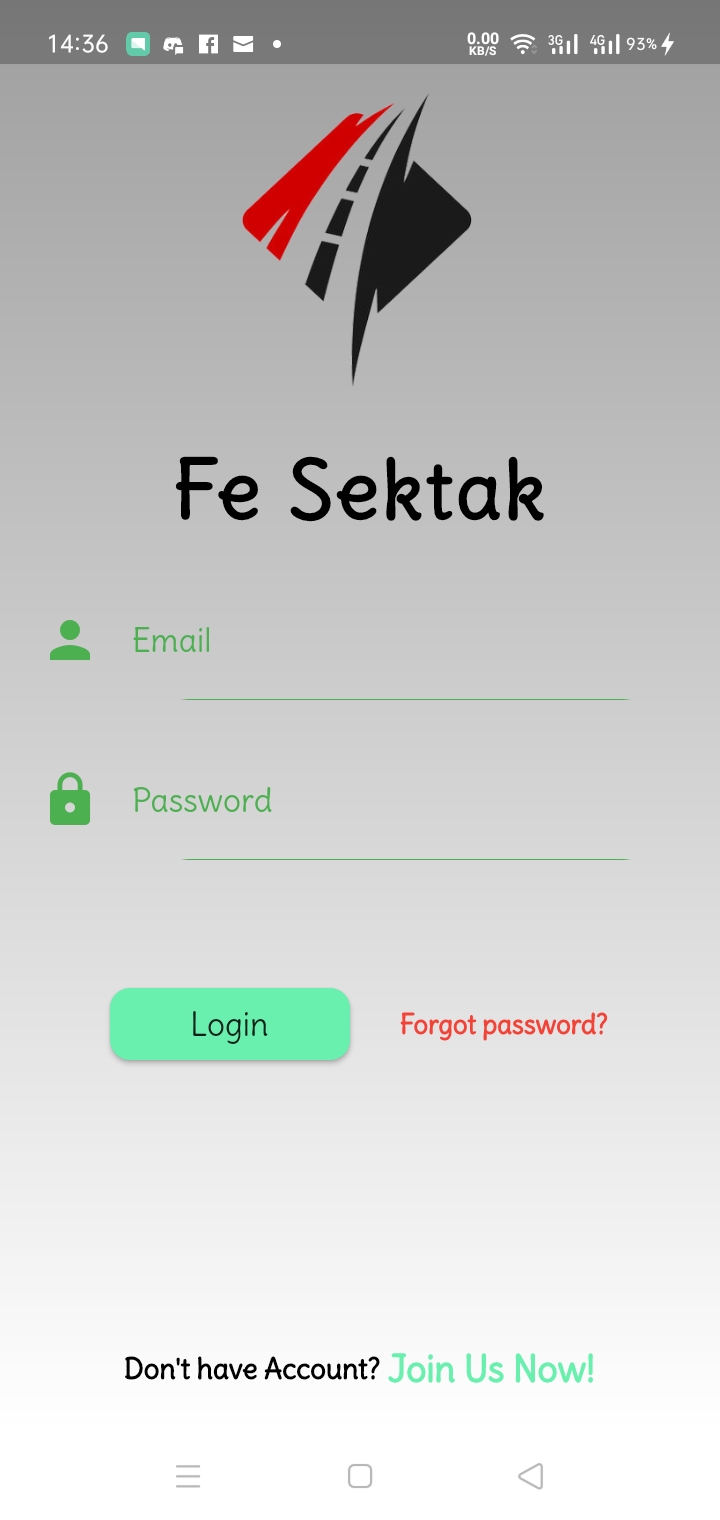 14:36 0.00 KB/S 3G 4G 93%
Fe Sektak
Email
Password
Login Forgot password?
Don't have Account? Join Us Now!